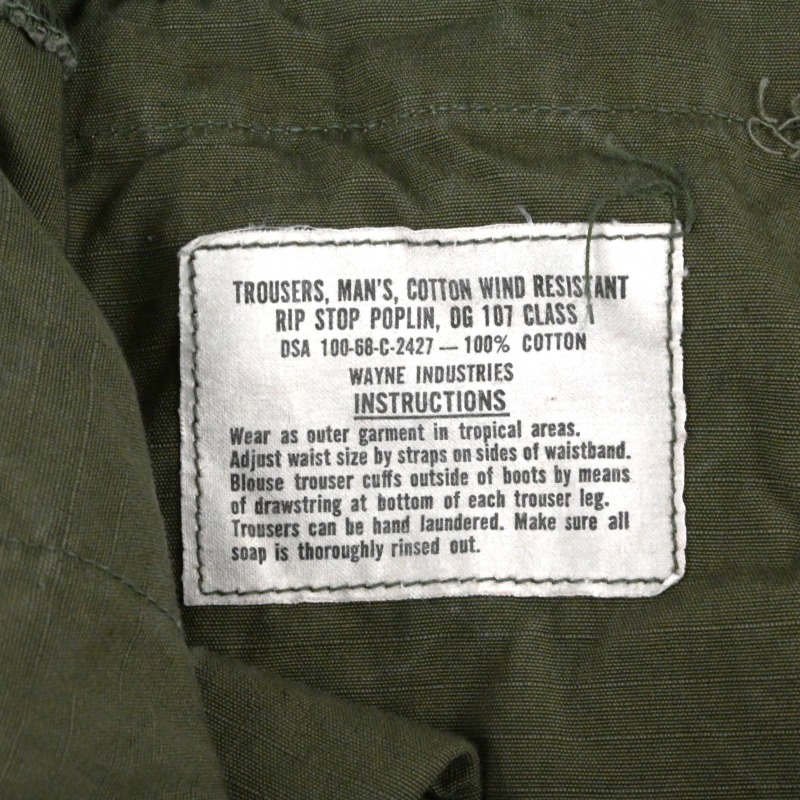 TROUSERS, MAN'S, COTTON WIND RESISTANT
RIP STOP POPLIN, OG 107 CLASS 1
DSA 100-68-C-2427 — 100% COTTON
WAYNE INDUSTRIES
INSTRUCTIONS
Wear as outer garment in tropical areas.
Adjust waist size by straps on sides of waistband.
Blouse trouser cuffs outside of boots by means
of drawstring at bottom of each trouser leg.
Trousers can be hand laundered. Make sure all
soap is thoroughly rinsed out.